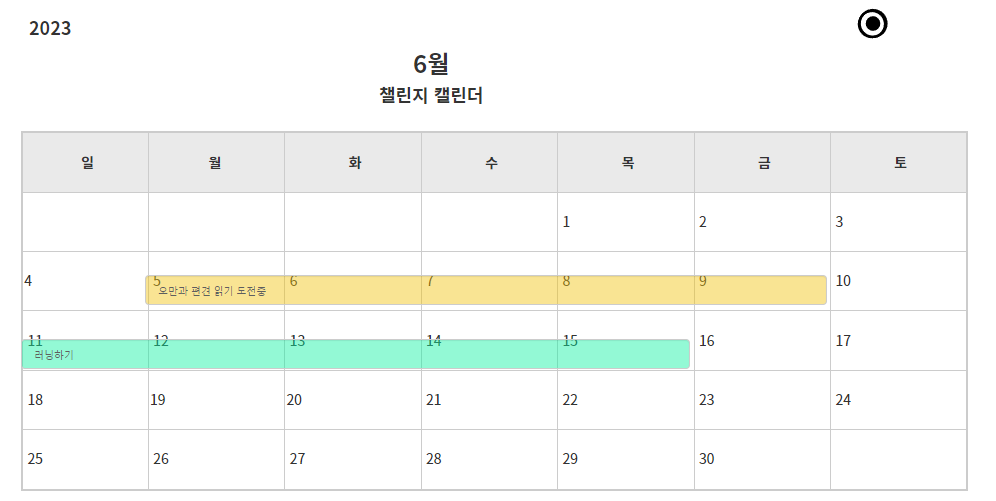 2023
6월
챌린지 캘린더
일 월 화 수 목 금 토
1 2 3
4 5 6 7 8 9 10
오만과 편견 읽기 도전중
11 12 13 14 15 16 17
러닝하기
18 19 20 21 22 23 24
25 26 27 28 29 30